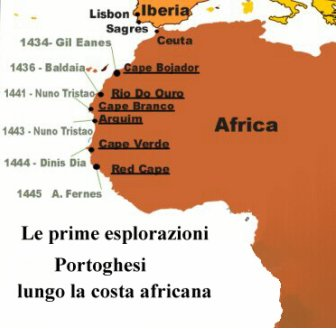 Iberia
Lisbon
Sagres
Ceuta
1434- Gil Eanes
1436 - Baldaia
Cape Bojador
1441 - Nuno Tristao
Rio Do Ouro
Cape Branco
Arquim
1443 - Nuno Tristao
Africa
Cape Verde
1444 - Dinis Dia
Red Cape
1445 A. Fernes
Le prime esplorazioni
Portoghesi
lungo la costa africana